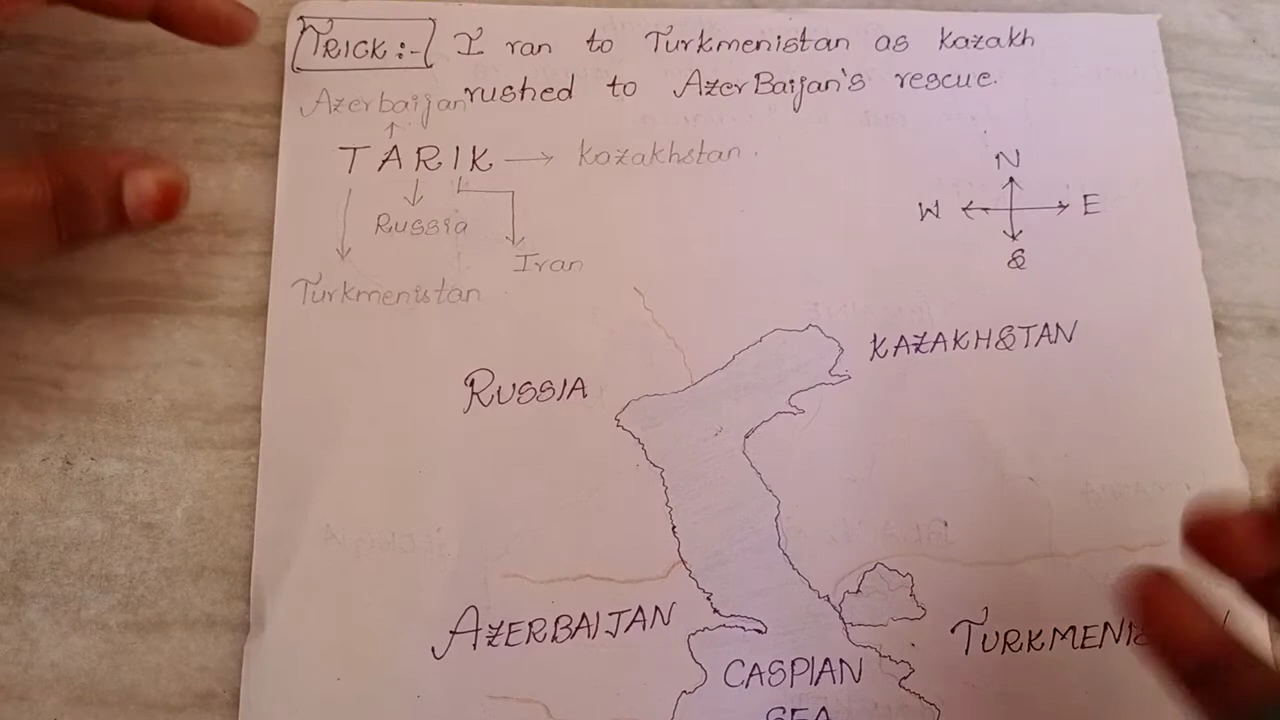 TRICK :- I ran to Turkmenistan as Kazakh
rushed to AzerBaijan's rescue.
Azerbaijan
TARIK → Kazakhstan.
Russia
Iran
Turkmenistan
N
W E
S
KAZAKHSTAN
RUSSIA
AZERBAIJAN
CASPIAN
SEA